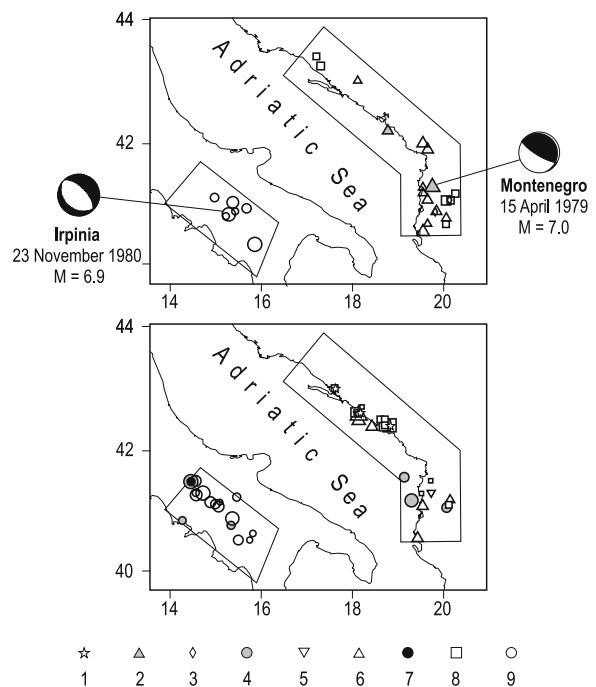 44
Adriatic Sea
42
Montenegro
15 April 1979
M = 7.0
Irpinia
23 November 1980
M = 6.9
40
14 16 18 20
44
Adriatic Sea
42
40
14 16 18 20
1 2 3 4 5 6 7 8 9